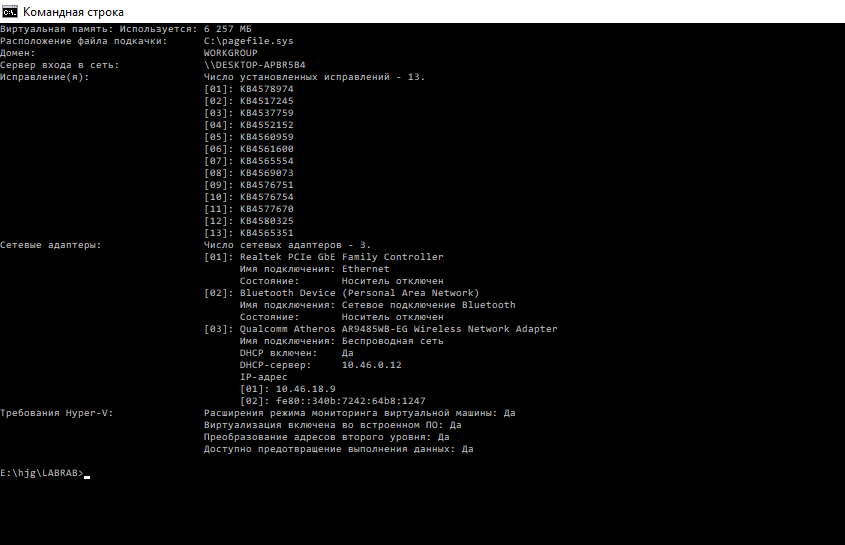 Командная строка
Виртуальная память: Используется: 6 257 МБ
Расположение файла подкачки: C:\pagefile.sys
Домен: WORKGROUP
Сервер входа в сеть: \\DESKTOP-APBR5B4
Исправление(я): Число установленных исправлений - 13.
[01]: KB4578974
[02]: KB4517245
[03]: KB4537759
[04]: KB4552152
[05]: KB4560959
[06]: KB4561600
[07]: KB4565554
[08]: KB4569073
[09]: KB4576751
[10]: KB4576754
[11]: KB4577670
[12]: KB4580325
[13]: KB4565351
Сетевые адаптеры: Число сетевых адаптеров - 3.
[01]: Realtek PCIe GbE Family Controller
Имя подключения: Ethernet
Состояние: Носитель отключен
[02]: Bluetooth Device (Personal Area Network)
Имя подключения: Сетевое подключение Bluetooth
Состояние: Носитель отключен
[03]: Qualcomm Atheros AR9485WB-EG Wireless Network Adapter
Имя подключения: Беспроводная сеть
DHCP включен: Да
DHCP-сервер: 10.46.0.12
IP-адрес
[01]: 10.46.18.9
[02]: fe80::340b:7242:64b8:1247
Требования Hyper-V: Расширения режима мониторинга виртуальной машины: Да
Виртуализация включена во встроенном ПО: Да
Преобразование адресов второго уровня: Да
Доступно предотвращение выполнения данных: Да
E:\hjg\LABRAB>